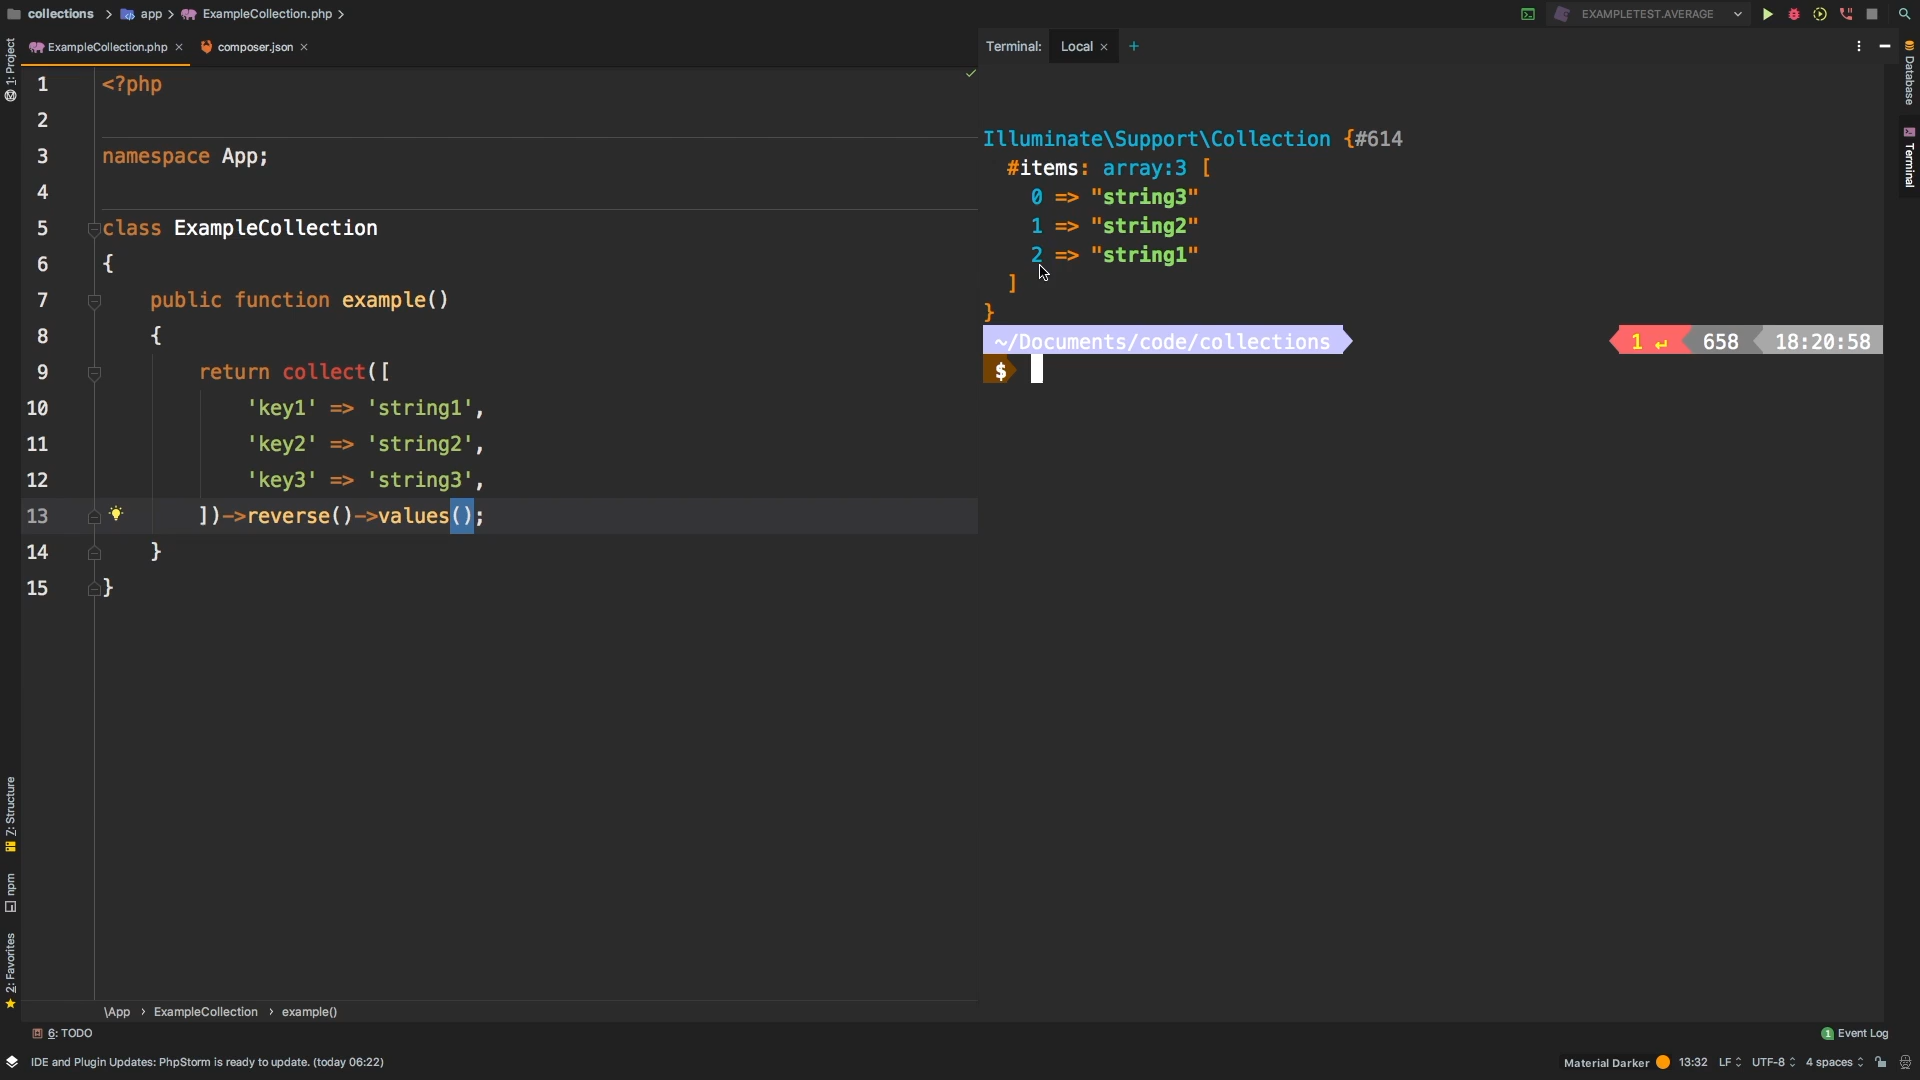 collections > app > ExampleCollection.php >
EXAMPLETEST.AVERAGE
ExampleCollection.php × composer.json ×
Terminal: Local × +
1: Project
Database
Terminal
1 <?php
2
3 namespace App;
4
5 class ExampleCollection
6 {
7 public function example()
8 {
9 return collect([
10 'key1' => 'string1',
11 'key2' => 'string2',
12 'key3' => 'string3',
13 ])->reverse()->values();
14 }
15 }
Illuminate\Support\Collection {#614
#items: array:3 [
0 => "string3"
1 => "string2"
2 => "string1"
]
}
~/Documents/code/collections 1 ↵ 658 18:20:58
$
Z: Structure
npm
2: Favorites
\App > ExampleCollection > example()
6: TODO
1 Event Log
IDE and Plugin Updates: PhpStorm is ready to update. (today 06:22)
Material Darker 13:32 LF UTF-8 4 spaces